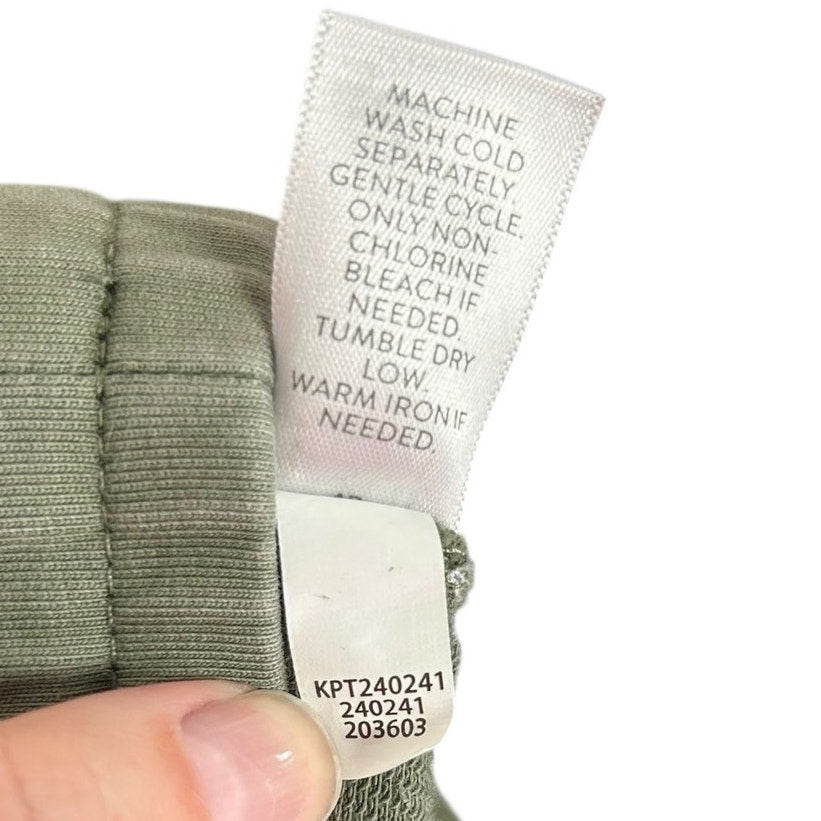 MACHINE
WASH COLD
SEPARATELY
GENTLE CYCLE.
ONLY NON-
CHLORINE
BLEACH IF
NEEDED.
TUMBLE DRY
LOW.
WARM IRON IF
NEEDED.
KPT240241
240241
203603